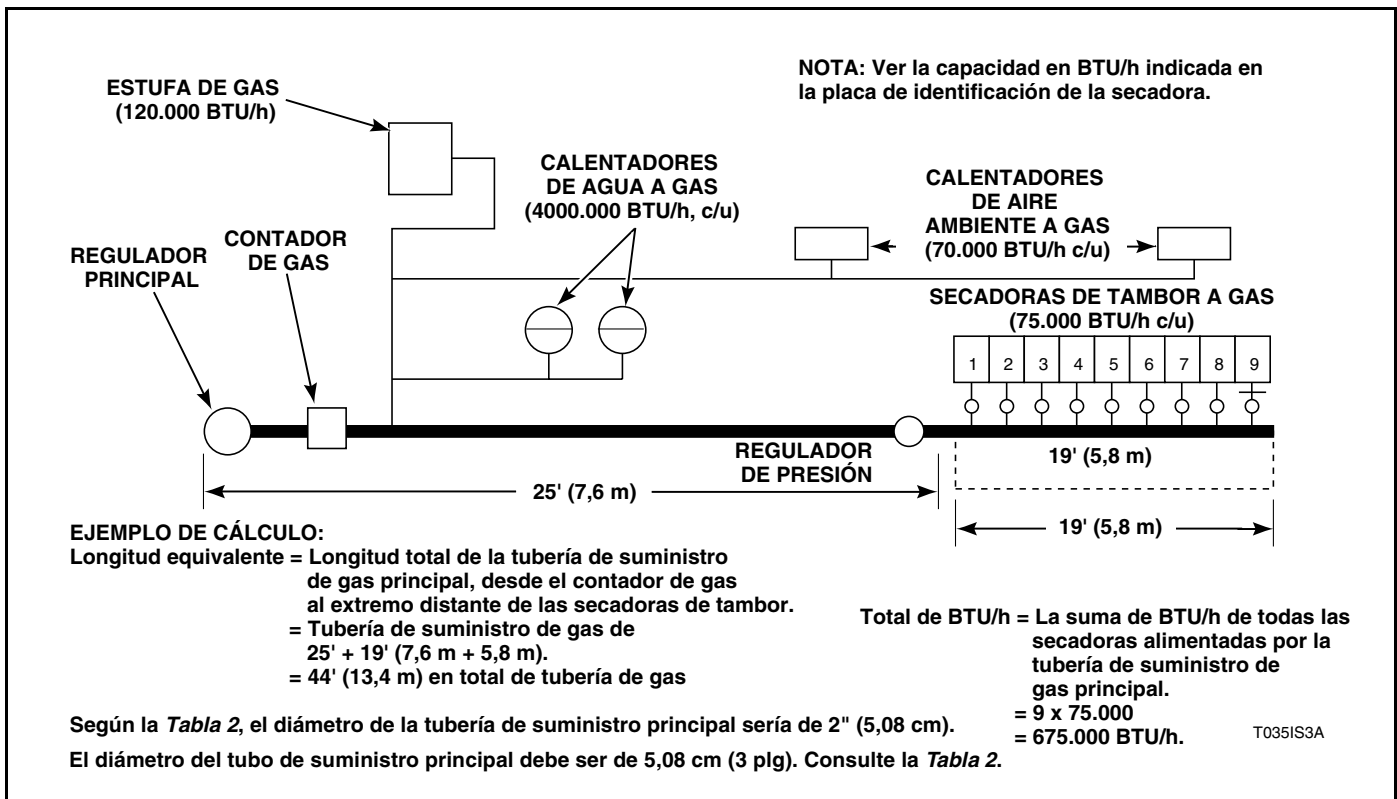 NOTA: Ver la capacidad en BTU/h indicada en
la placa de identificación de la secadora.
ESTUFA DE GAS
(120.000 BTU/h)
CALENTADORES
DE AGUA A GAS
(4000.000 BTU/h, c/u)
CALENTADORES
DE AIRE
AMBIENTE A GAS
(70.000 BTU/h c/u)
REGULADOR
PRINCIPAL
CONTADOR
DE GAS
SECADORAS DE TAMBOR A GAS
(75.000 BTU/h c/u)
1 2 3 4 5 6 7 8 9
REGULADOR
DE PRESIÓN
19' (5,8 m)
25' (7,6 m)
19' (5,8 m)
EJEMPLO DE CÁLCULO:
Longitud equivalente = Longitud total de la tubería de suministro
de gas principal, desde el contador de gas
al extremo distante de las secadoras de tambor.
= Tubería de suministro de gas de
25' + 19' (7,6 m + 5,8 m).
= 44' (13,4 m) en total de tubería de gas
Total de BTU/h = La suma de BTU/h de todas las
secadoras alimentadas por la
tubería de suministro de
gas principal.
= 9 x 75.000
= 675.000 BTU/h.
Según la Tabla 2, el diámetro de la tubería de suministro principal sería de 2" (5,08 cm).
El diámetro del tubo de suministro principal debe ser de 5,08 cm (3 plg). Consulte la Tabla 2.
T035IS3A